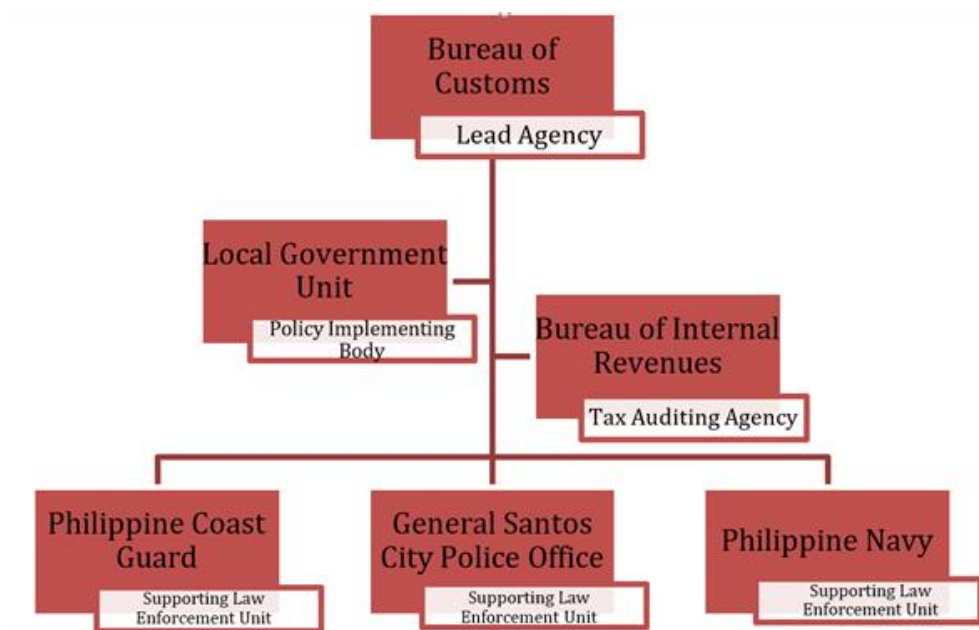 Bureau of
Customs
Lead Agency
Local Government
Unit
Policy Implementing
Body
Bureau of Internal
Revenues
Tax Auditing Agency
Philippine Coast
Guard
Supporting Law
Enforcement Unit
General Santos
City Police Office
Supporting Law
Enforcement Unit
Philippine Navy
Supporting Law
Enforcement Unit